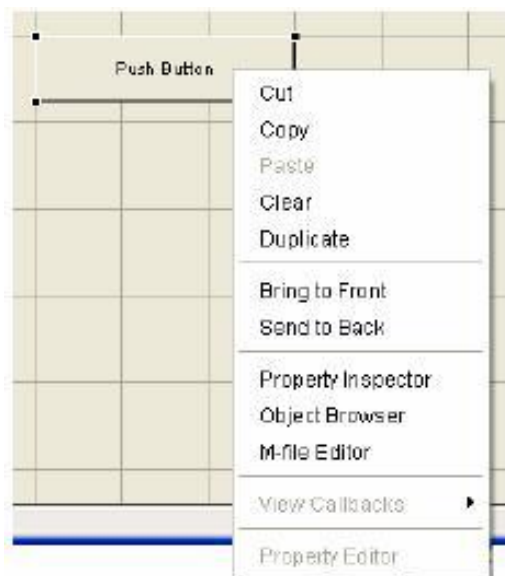 Push Button
Cut
Copy
Paste
Clear
Duplicate
Bring to Front
Send to Back
Property Inspector
Object Browser
M-file Editor
View Callbacks
Property Editor